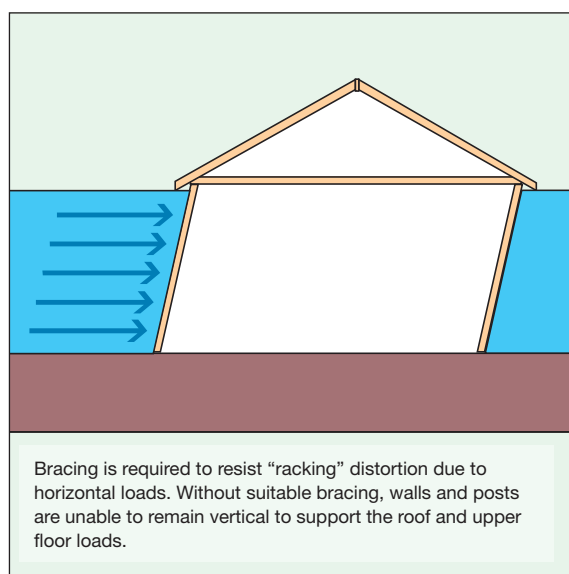 Bracing is required to resist “racking” distortion due to
horizontal loads. Without suitable bracing, walls and posts
are unable to remain vertical to support the roof and upper
floor loads.